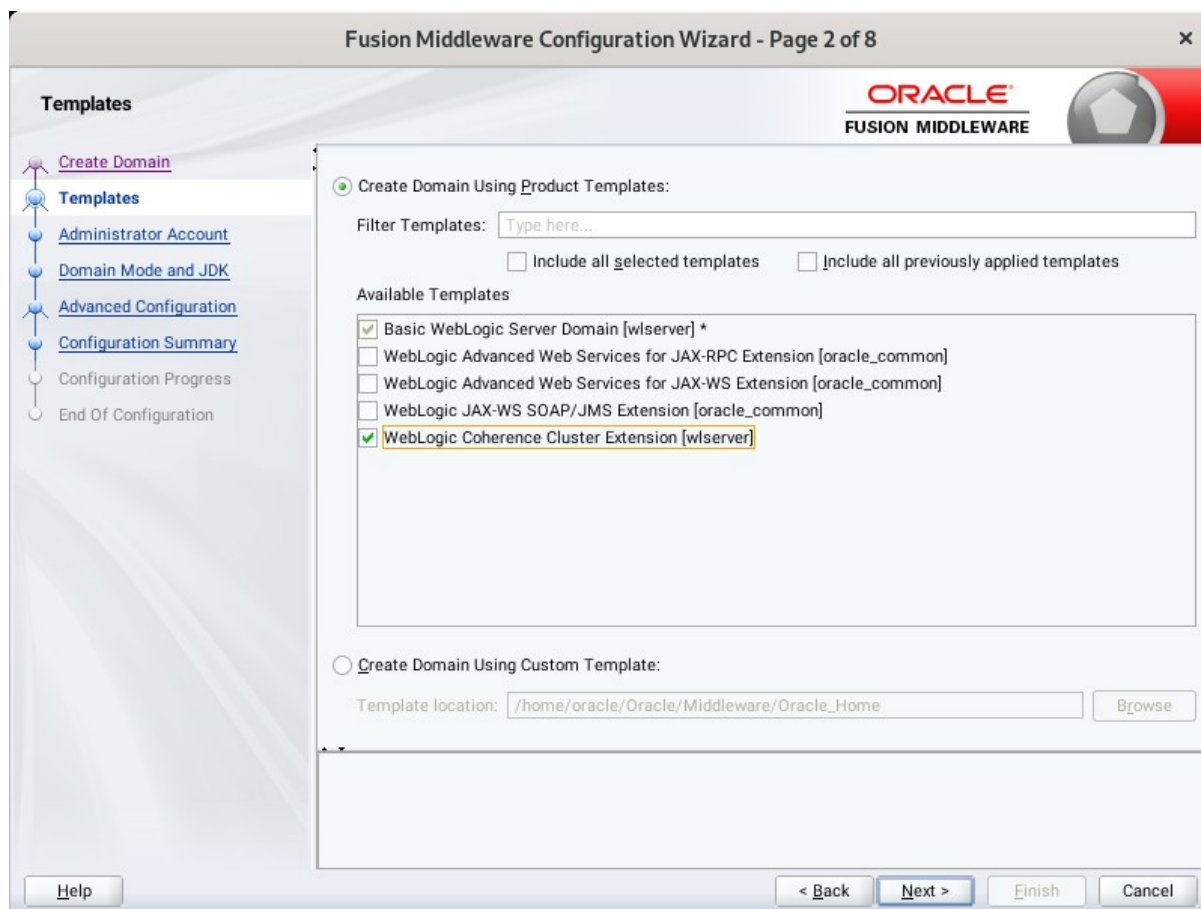 Fusion Middleware Configuration Wizard - Page 2 of 8
×
Templates
ORACLE
FUSION MIDDLEWARE
Create Domain
Templates
Administrator Account
Domain Mode and JDK
Advanced Configuration
Configuration Summary
Configuration Progress
End Of Configuration
Create Domain Using Product Templates:
Filter Templates: Type here...
Include all selected templates Include all previously applied templates
Available Templates
Basic WebLogic Server Domain [wlserver] *
WebLogic Advanced Web Services for JAX-RPC Extension [oracle_common]
WebLogic Advanced Web Services for JAX-WS Extension [oracle_common]
WebLogic JAX-WS SOAP/JMS Extension [oracle_common]
WebLogic Coherence Cluster Extension [wlserver]
Create Domain Using Custom Template:
Template location: /home/oracle/Oracle/Middleware/Oracle_Home Browse
Help < Back Next > Finish Cancel